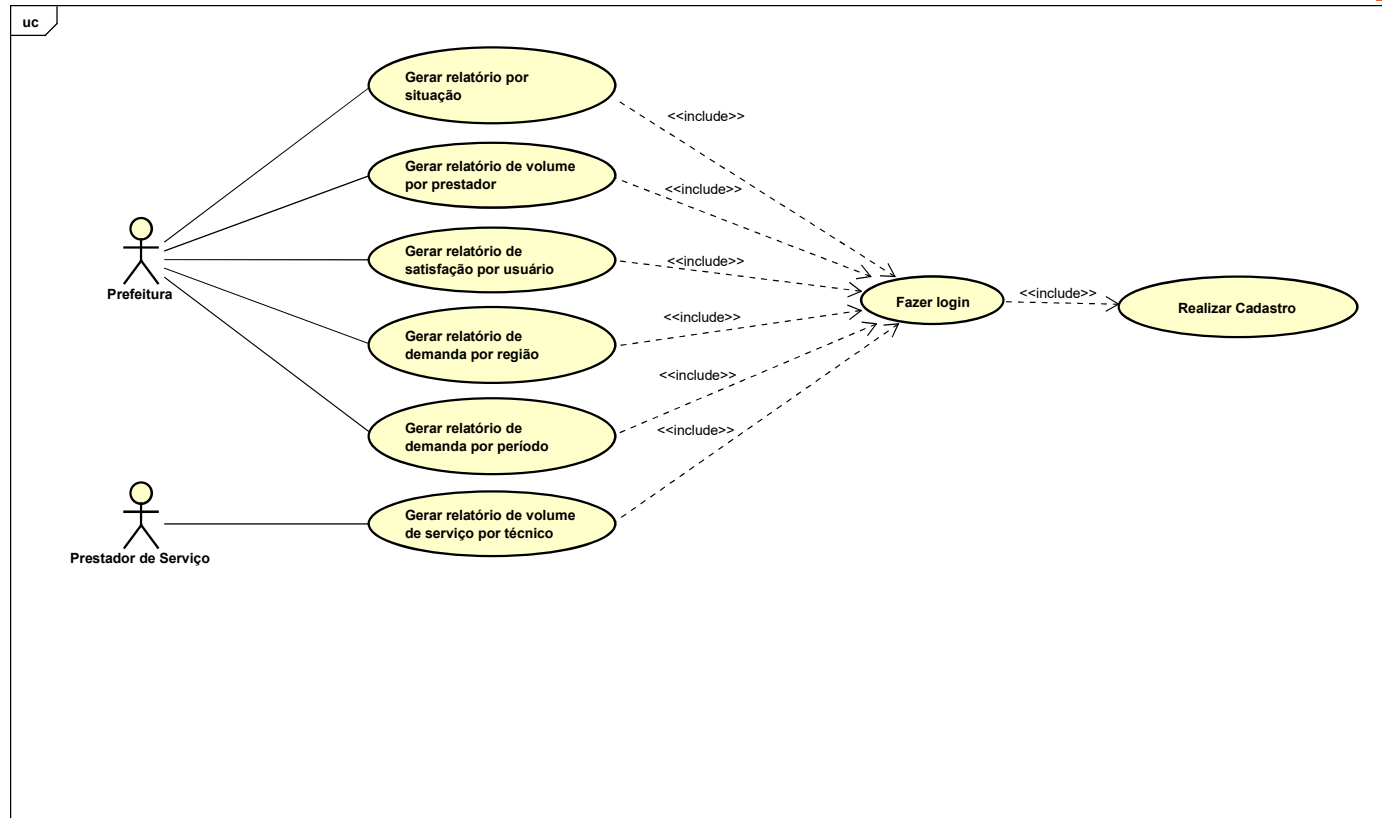 uc
Gerar relatório por
situação
<<include>>
Gerar relatório de volume
por prestador
<<include>>
Gerar relatório de
satisfação por usuário
<<include>>
Prefeitura
Fazer login
<<include>>
Realizar Cadastro
Gerar relatório de
demanda por região
<<include>>
Gerar relatório de
demanda por período
<<include>>
<<include>>
Gerar relatório de volume
de serviço por técnico
Prestador de Serviço